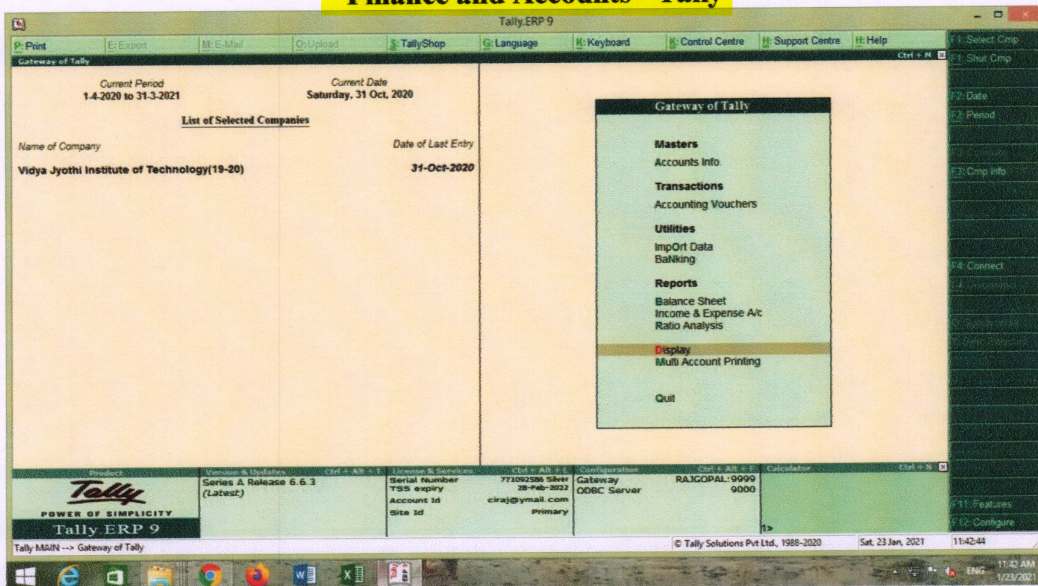 Finance and Accounts - Tally
Tally.ERP 9
P: Print E: Export M: E-Mail O: Upload S: TallyShop G: Language K: Keyboard K: Control Centre H: Support Centre H: Help
F1: Select Cmp
F1: Shut Cmp
Gateway of Tally Ctrl + N
Current Period Current Date
1-4-2020 to 31-3-2021 Saturday, 31 Oct, 2020
List of Selected Companies
Name of Company Date of Last Entry
Vidya Jyothi Institute of Technology(19-20) 31-Oct-2020
Gateway of Tally
Masters
Accounts Info.
Transactions
Accounting Vouchers
Utilities
ImpOrt Data
BaNking
Reports
Balance Sheet
Income & Expense A/c
Ratio Analysis
Display
Multi Account Printing
Quit
F2: Date
F2: Period
F3: Cmp Info
F4: Connect
F11: Features
F12: Configure
Product
Tally
POWER OF SIMPLICITY
Tally.ERP 9
Version & Updates Ctrl + Alt + T
Series A Release 6.6.3
(Latest)
License & Services Ctrl + Alt + L
Serial Number 771092586 Silver
TSS expiry 28-Feb-2022
Account Id ciraj@ymail.com
Site Id Primary
Configuration Ctrl + Alt + F
Gateway RAJGOPAL:9999
ODBC Server 9000
Calculator Ctrl + N
1>
Tally MAIN --> Gateway of Tally © Tally Solutions Pvt Ltd., 1988-2020 Sat, 23 Jan, 2021 11:42:44
ENG 11:42 AM
1/23/2021